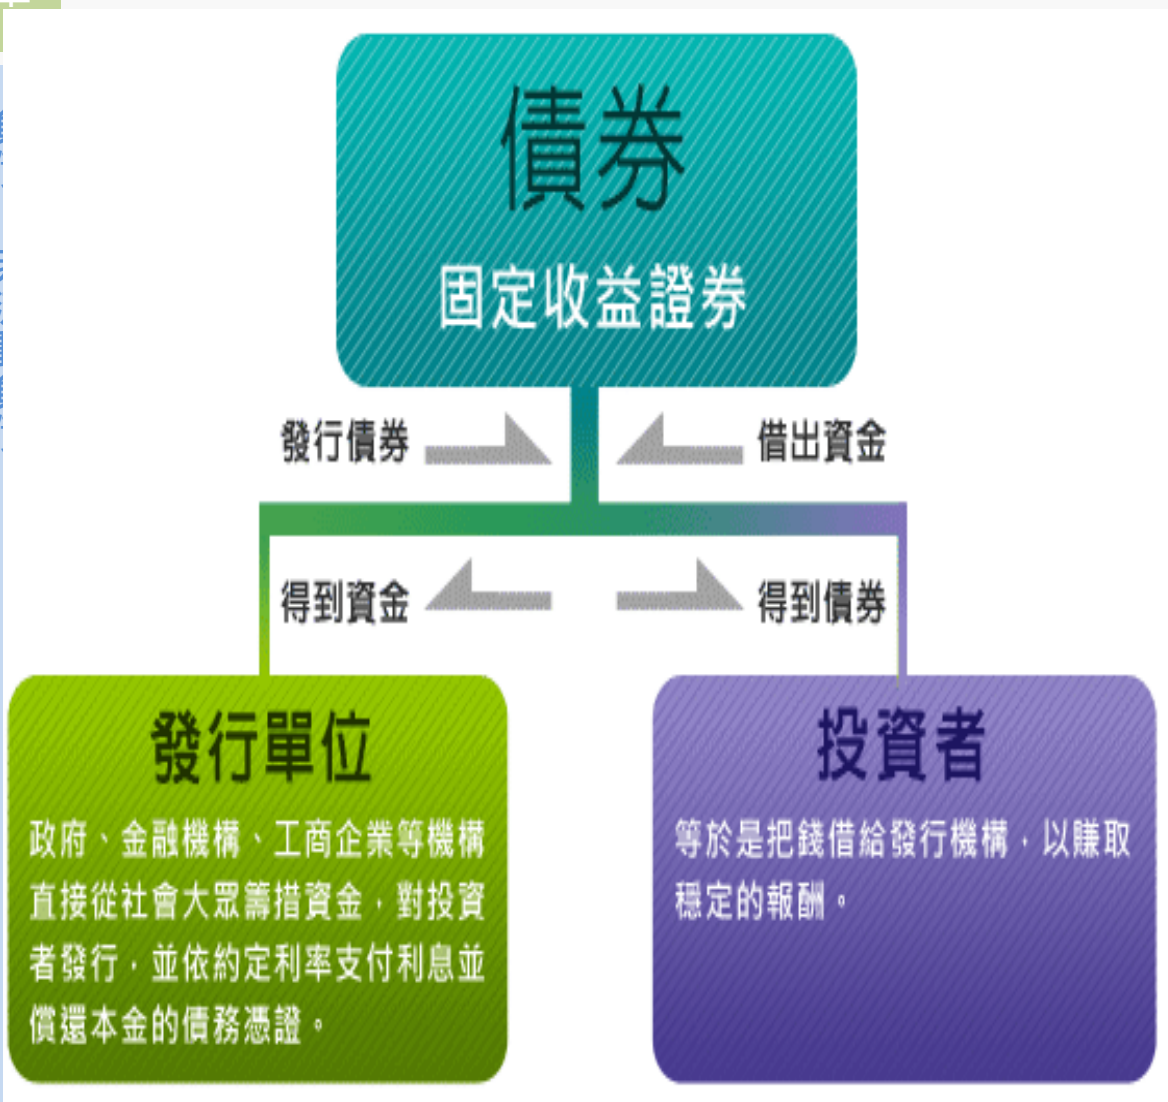 債券
固定收益證券
發行債券
借出資金
得到資金
得到債券
發行單位
政府、金融機構、工商企業等機構
直接從社會大眾籌措資金，對投資
者發行，並依約定利率支付利息並
償還本金的債務憑證。
投資者
等於是把錢借給發行機構，以賺取
穩定的報酬。